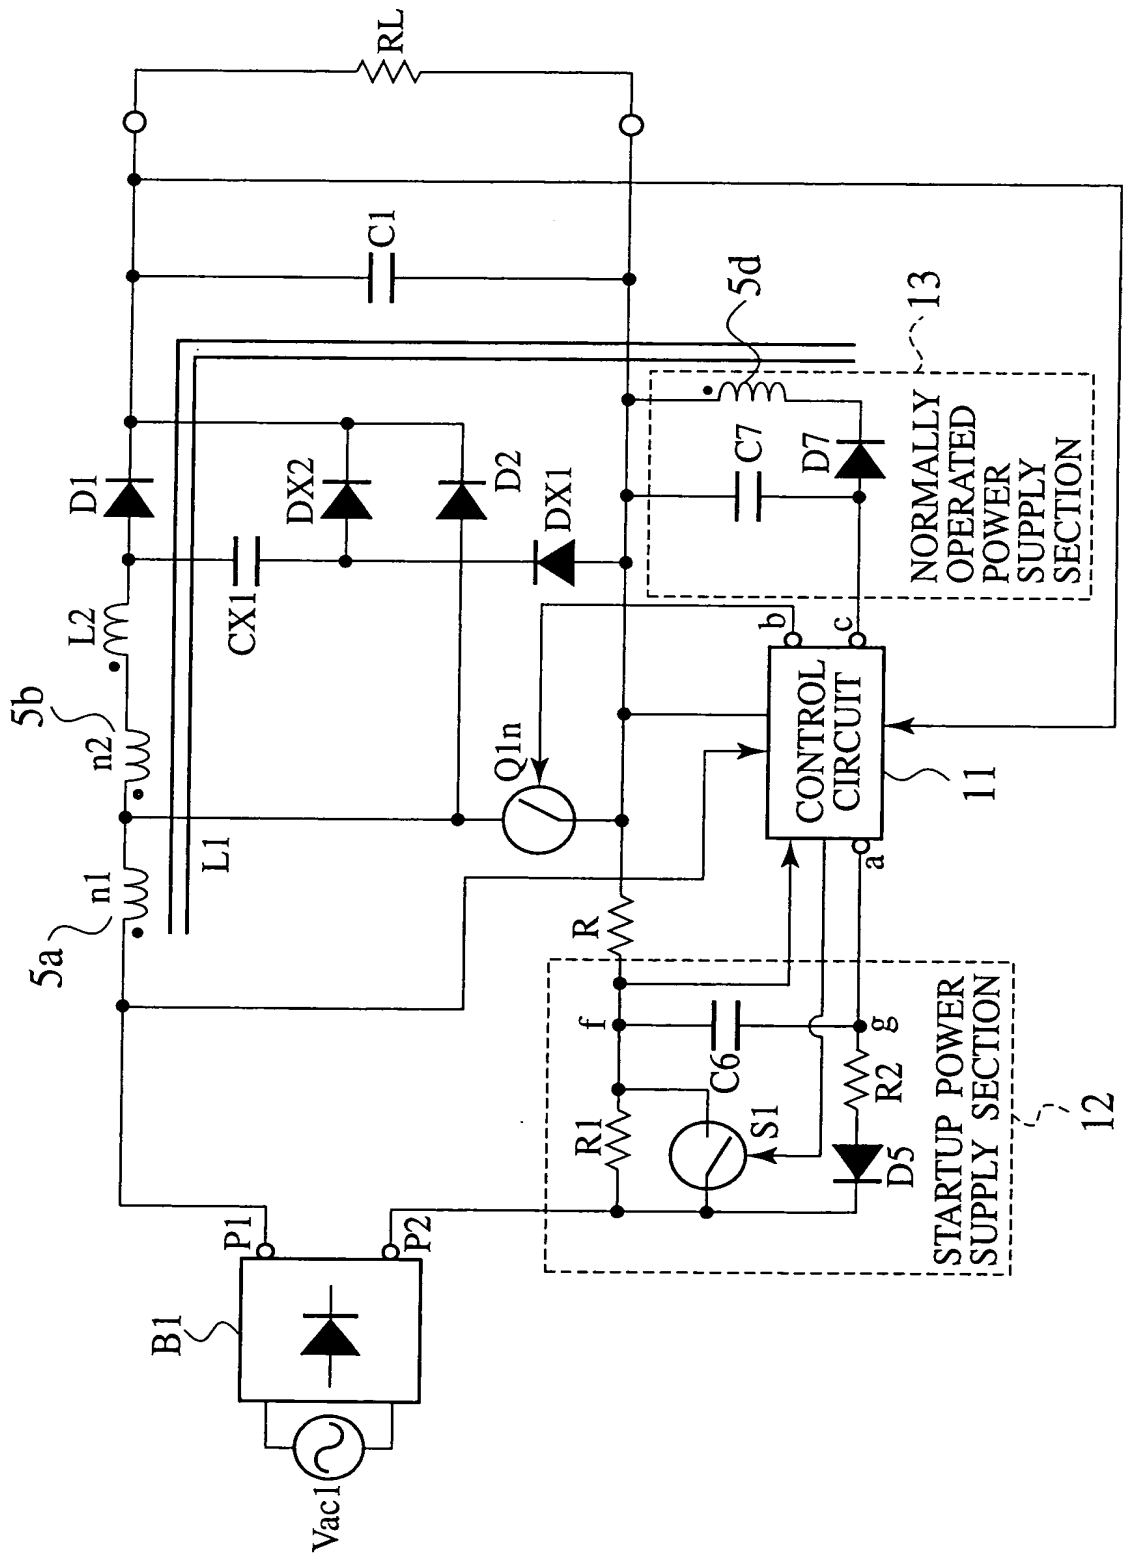 Vac1
B1
P1
P2
5a
n1
L1
5b
n2
L2
D1
CX1
DX2
D2
DX1
Q1n
C1
RL
R
f
R1
S1
C6
g
R2
D5
STARTUP POWER
SUPPLY SECTION
12
a
b
c
CONTROL
CIRCUIT
11
C7
D7
5d
13
NORMALLY
OPERATED
POWER
SUPPLY
SECTION